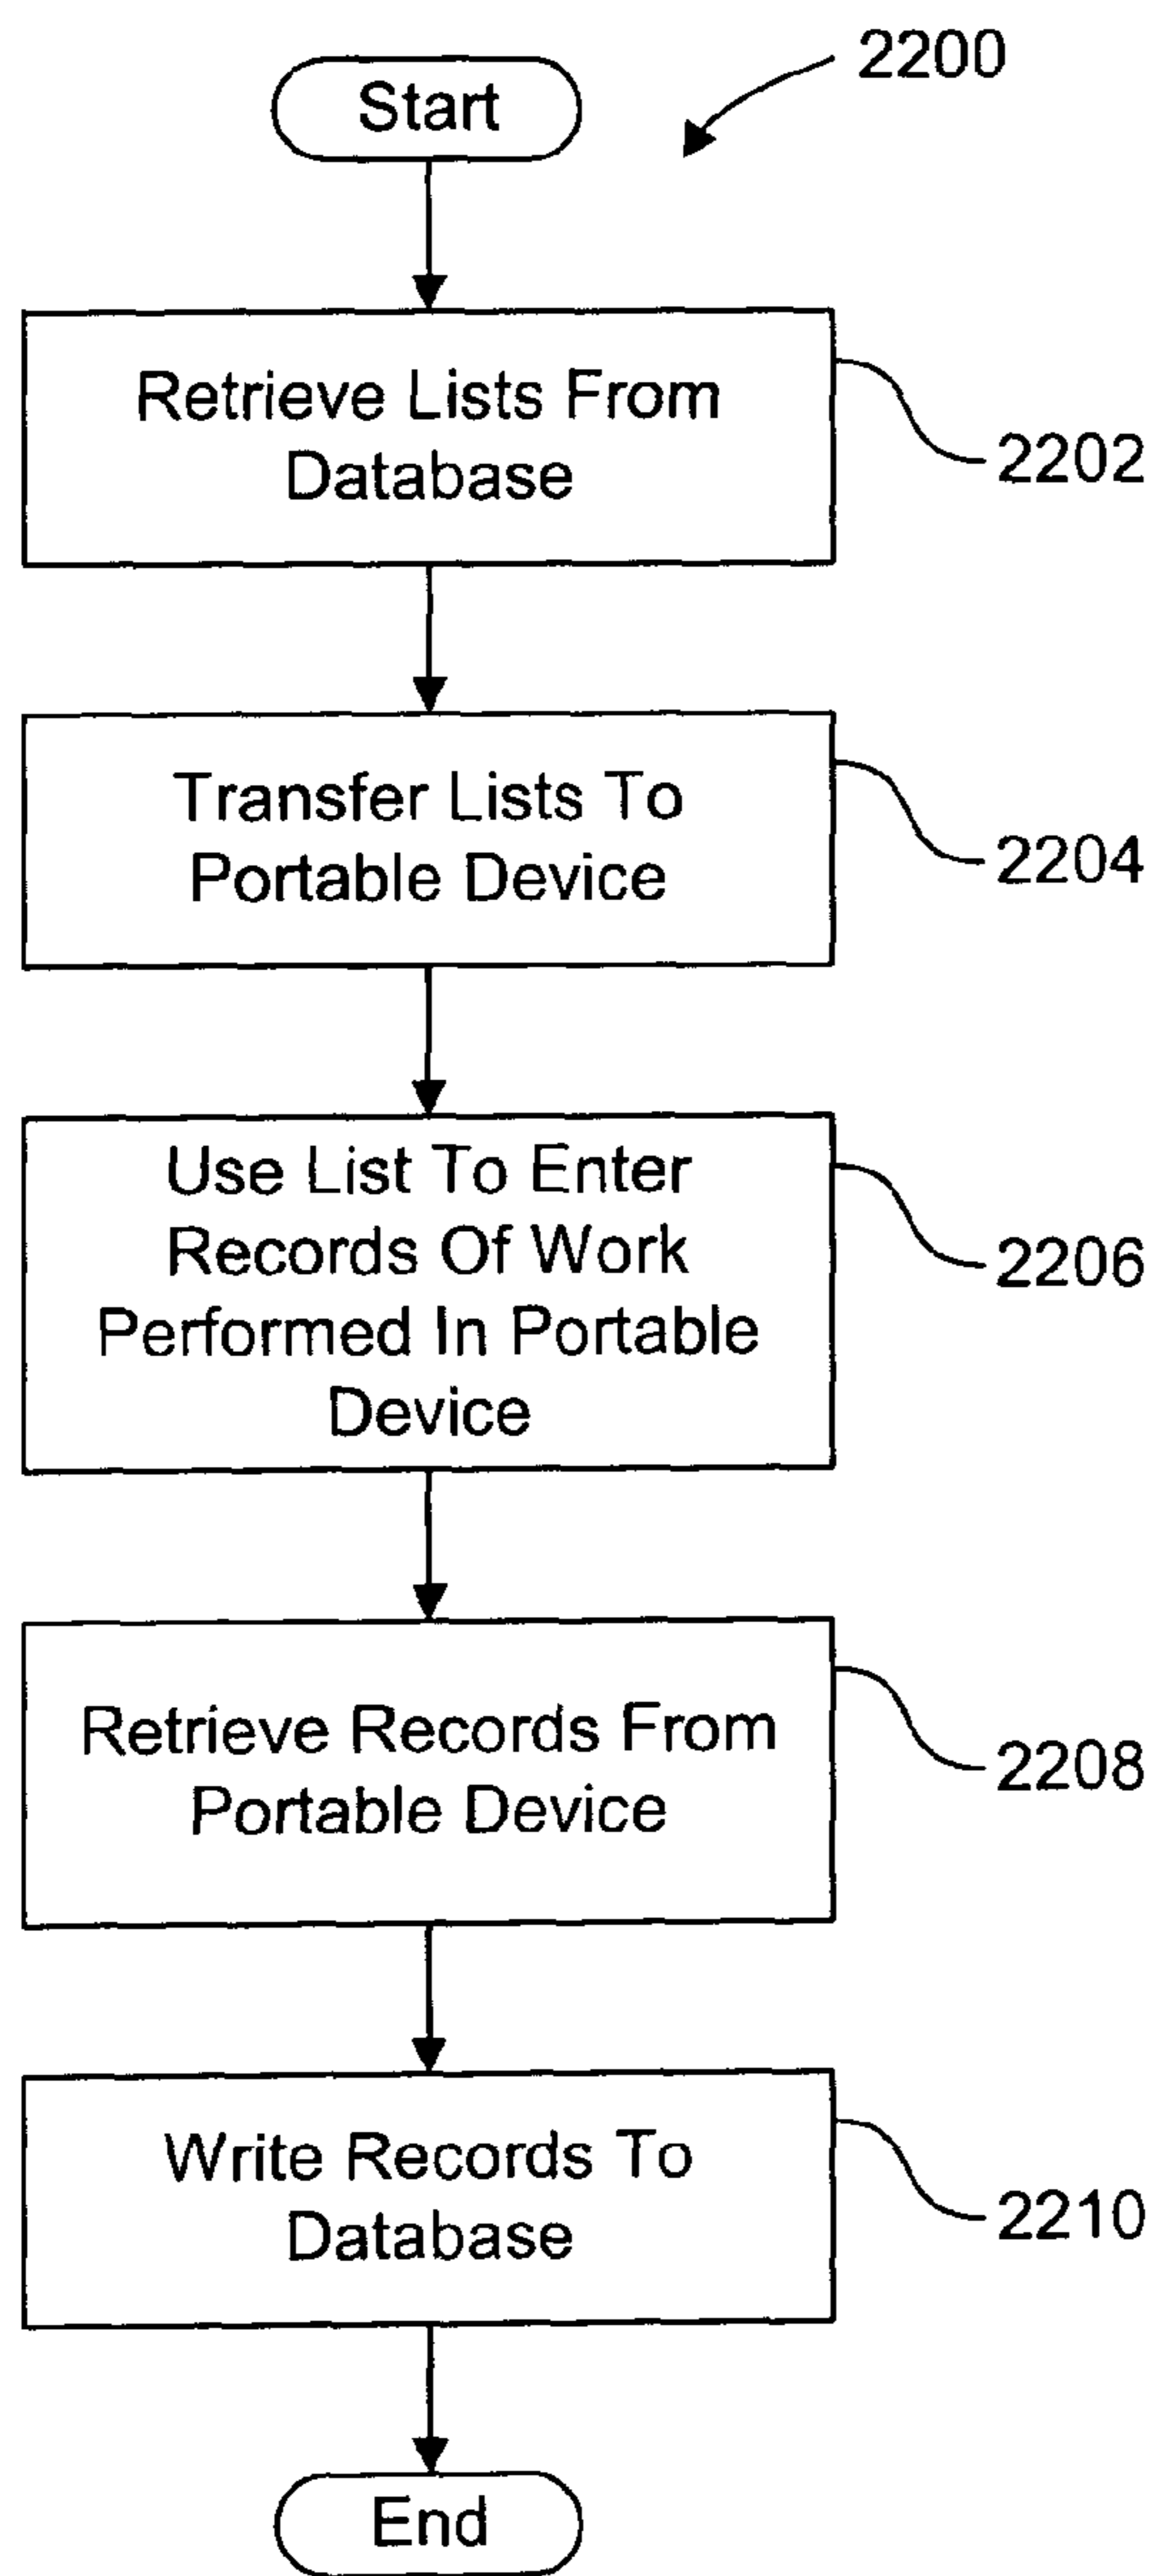 Start
2200
Retrieve Lists From
Database
2202
Transfer Lists To
Portable Device
2204
Use List To Enter
Records Of Work
Performed In Portable
Device
2206
Retrieve Records From
Portable Device
2208
Write Records To
Database
2210
End